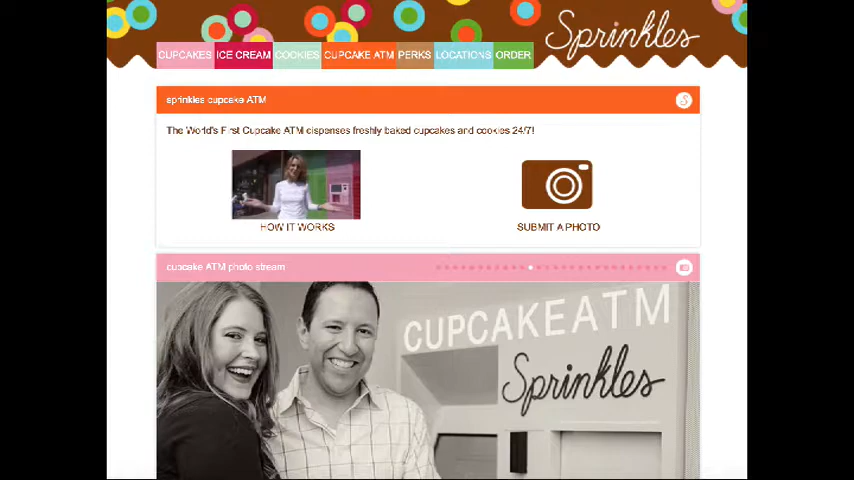 Sprinkles
CUPCAKES ICE CREAM COOKIES CUPCAKE ATM PERKS LOCATIONS ORDER
sprinkles cupcake ATM
The World's First Cupcake ATM dispenses freshly baked cupcakes and cookies 24/7!
HOW IT WORKS SUBMIT A PHOTO
cupcake ATM photo stream
CUPCAKE ATM
Sprinkles